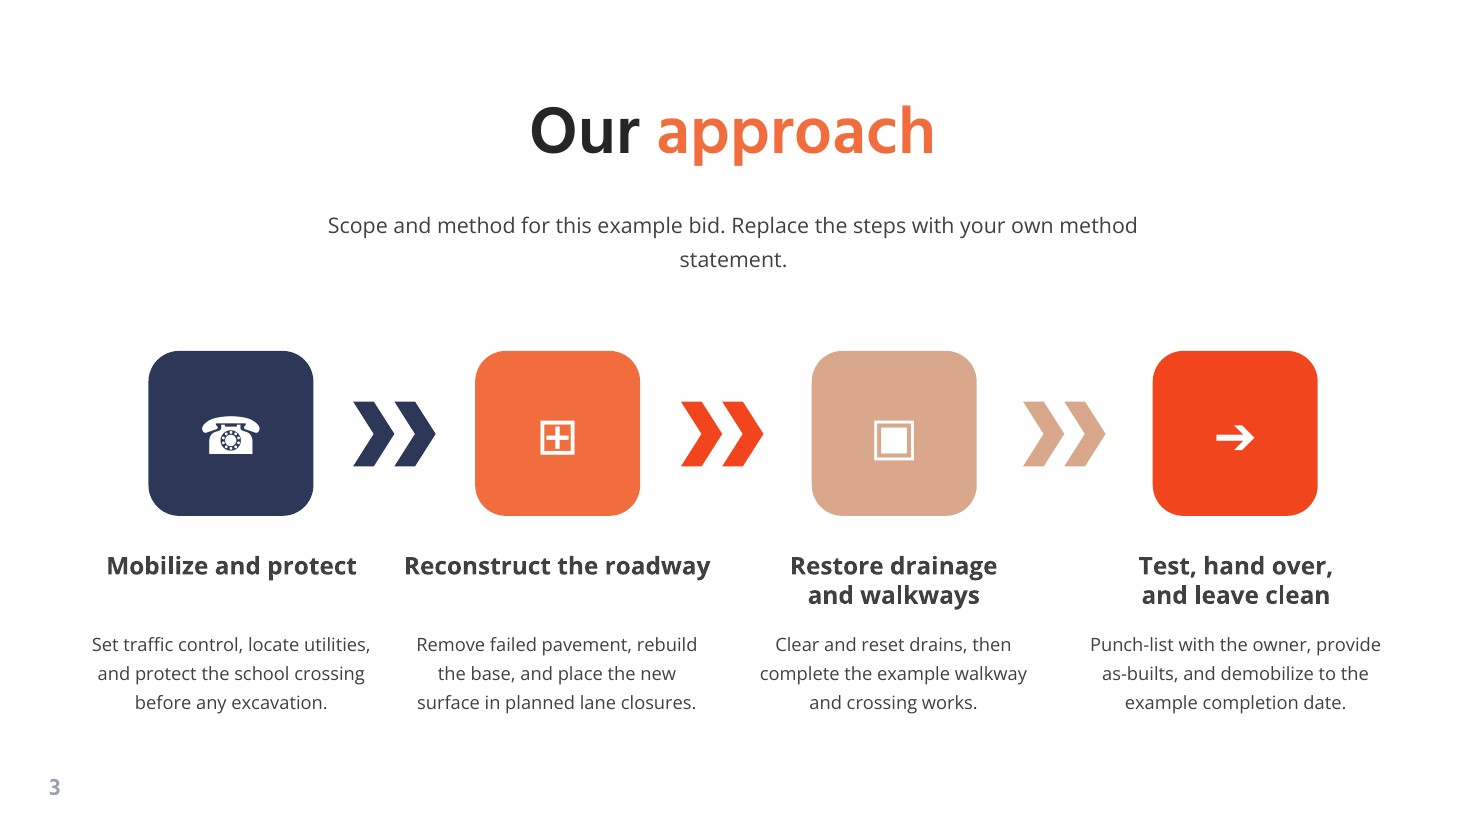 Our approach
Scope and method for this example bid. Replace the steps with your own method
statement.
Mobilize and protect
Set traffic control, locate utilities,
and protect the school crossing
before any excavation.
Reconstruct the roadway
Remove failed pavement, rebuild
the base, and place the new
surface in planned lane closures.
Restore drainage
and walkways
Clear and reset drains, then
complete the example walkway
and crossing works.
Test, hand over,
and leave clean
Punch-list with the owner, provide
as-builts, and demobilize to the
example completion date.
3